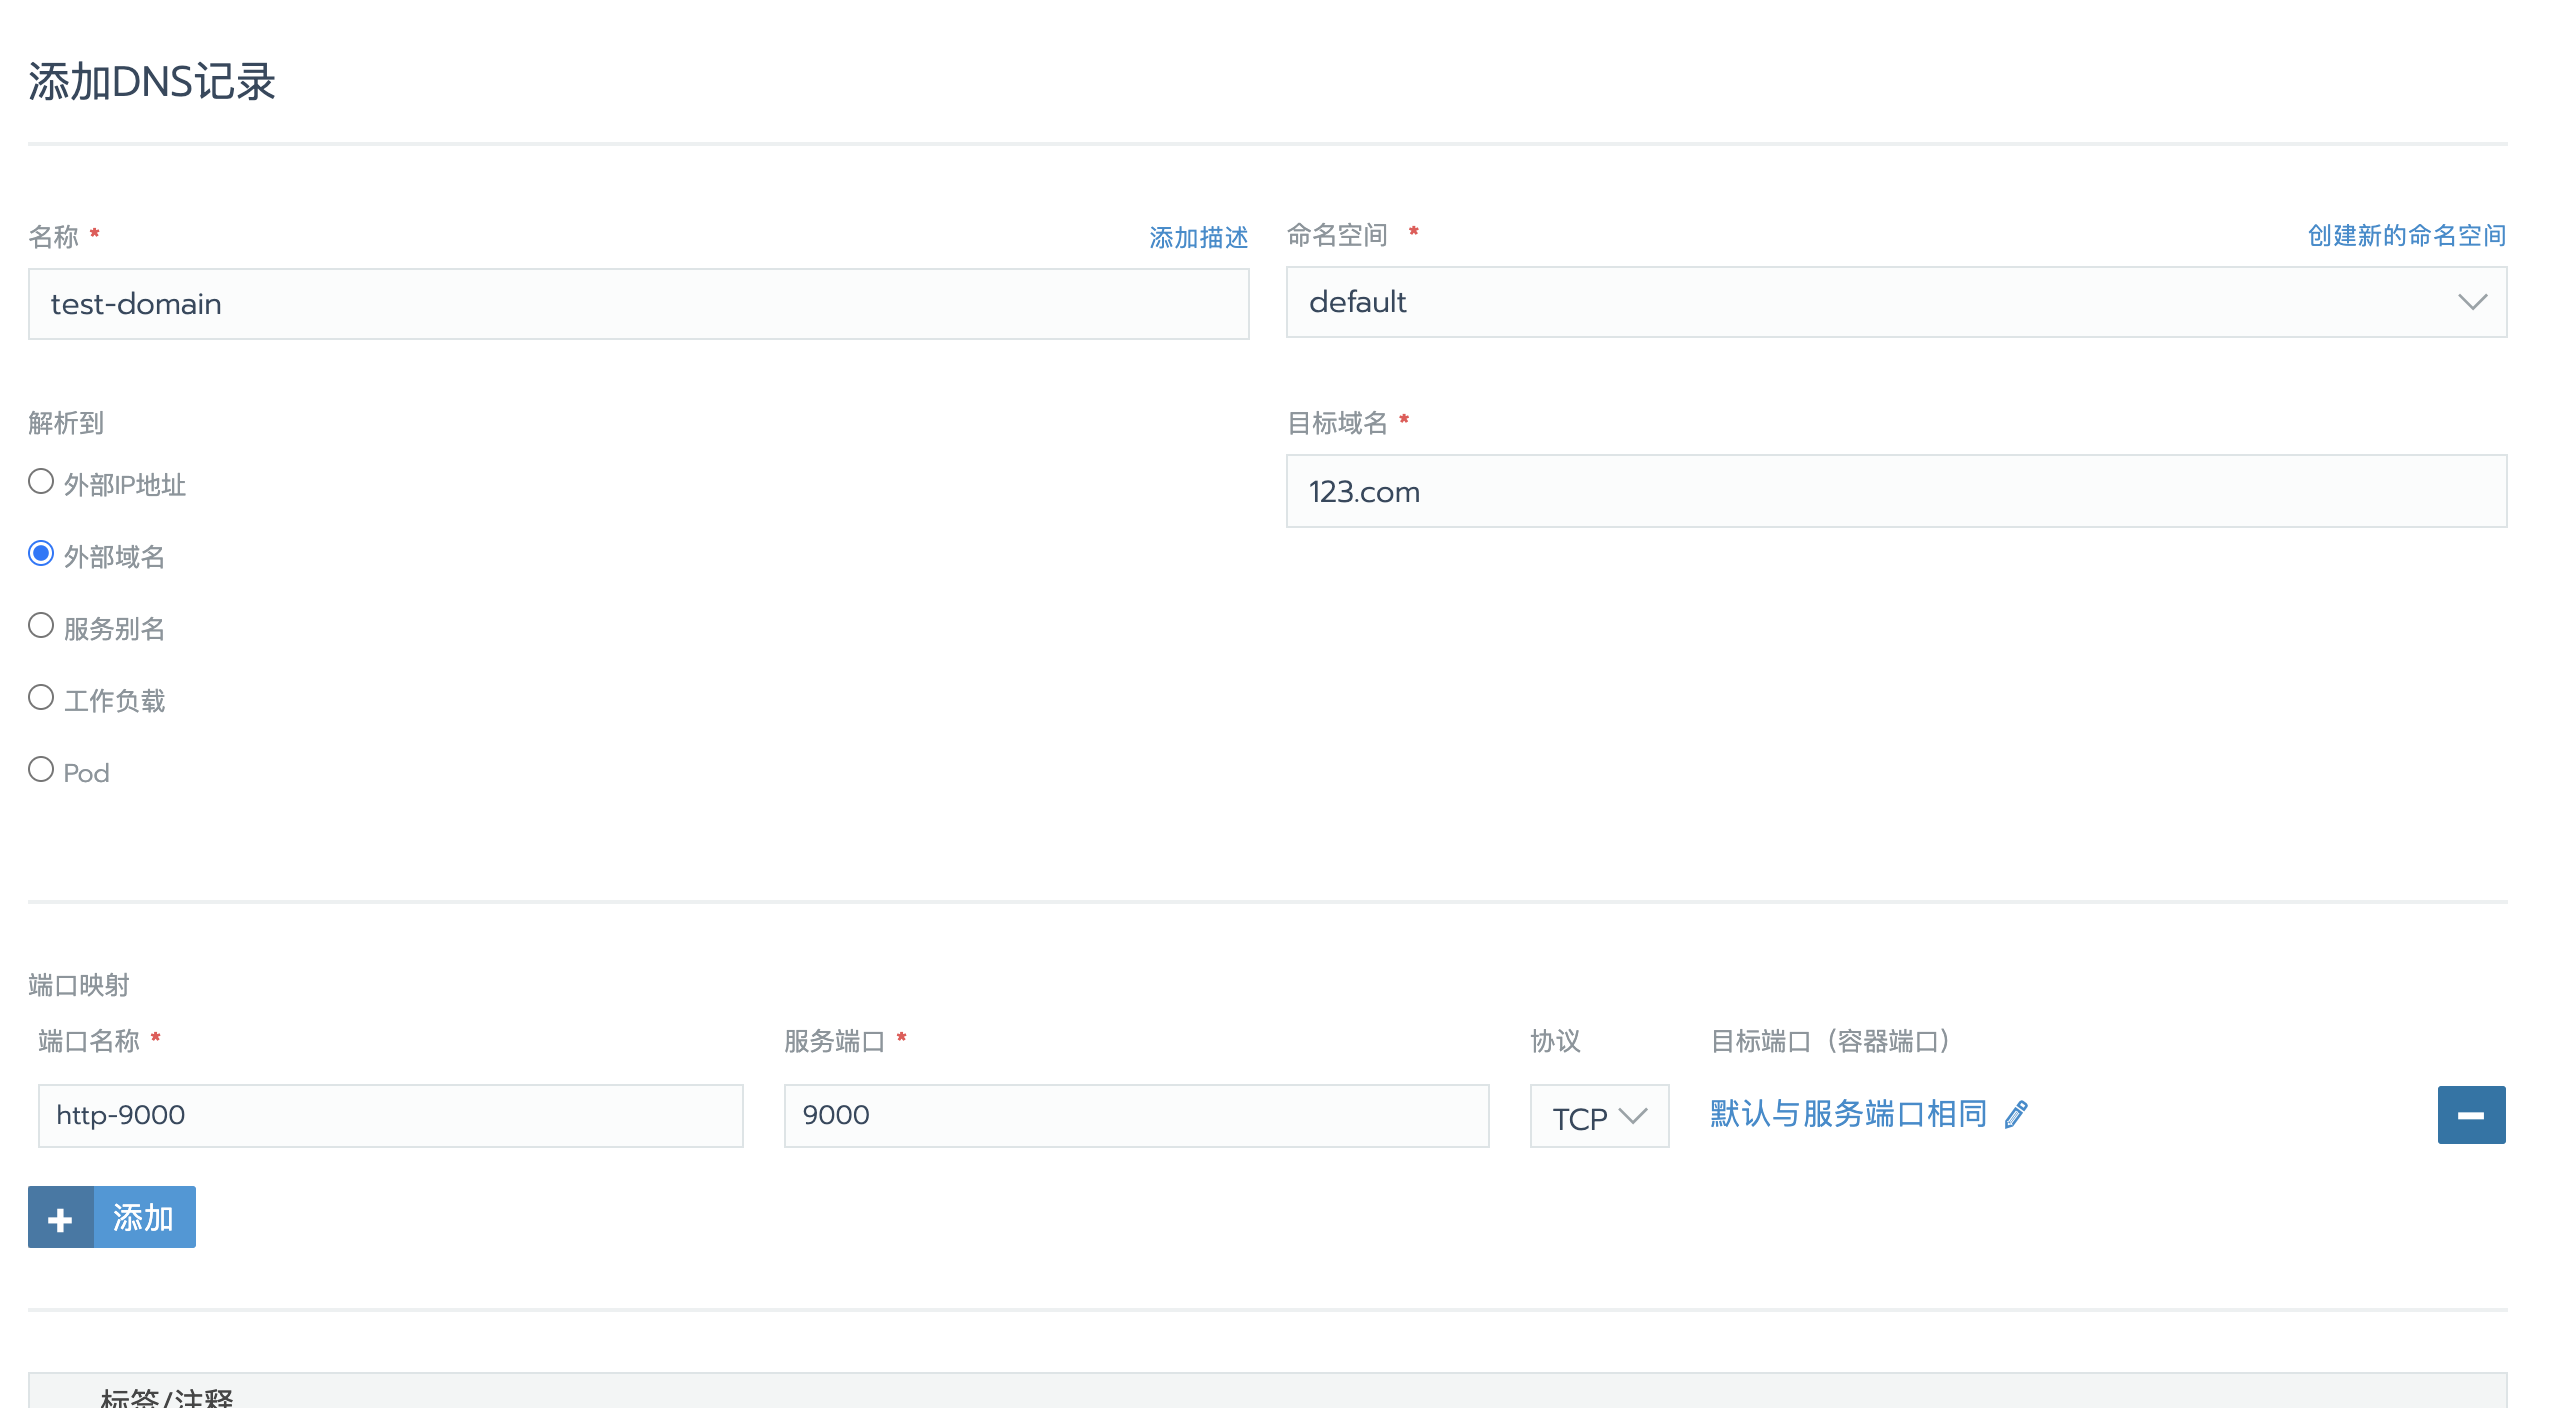 添加DNS记录
名称 * 添加描述
命名空间 * 创建新的命名空间
test-domain
default
解析到
目标域名 *
外部IP地址
123.com
外部域名
服务别名
工作负载
Pod
端口映射
端口名称 * 服务端口 * 协议 目标端口（容器端口）
http-9000 9000 TCP 默认与服务端口相同
添加
标签/注释